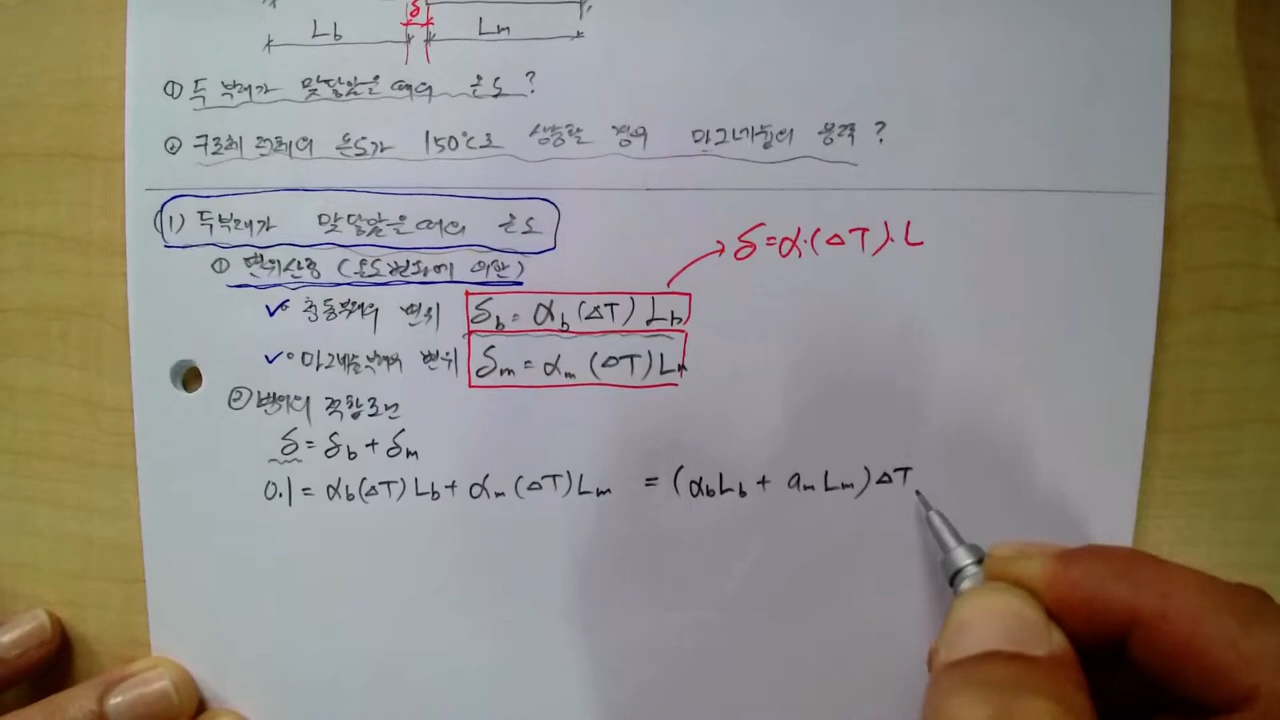 δ
Lb Lm
① 두 부재가 맞닿았을 때의 온도?
② 구조체 전체의 온도가 150℃로 상승할 경우 마그네슘의 응력?
(1) 두부재가 맞닿았을때의 온도
① 변위산정 (온도변화에 의한)
✓• 청동부재의 변위 δb = αb (ΔT) Lb
δ=α·(ΔT)·L
✓• 마그네슘부재의 변위 δm = αm (ΔT) Lm
② 변위의 적합조건
δ = δb + δm
0.1 = αb(ΔT) Lb + αm (ΔT) Lm = (αbLb + amLm) ΔT